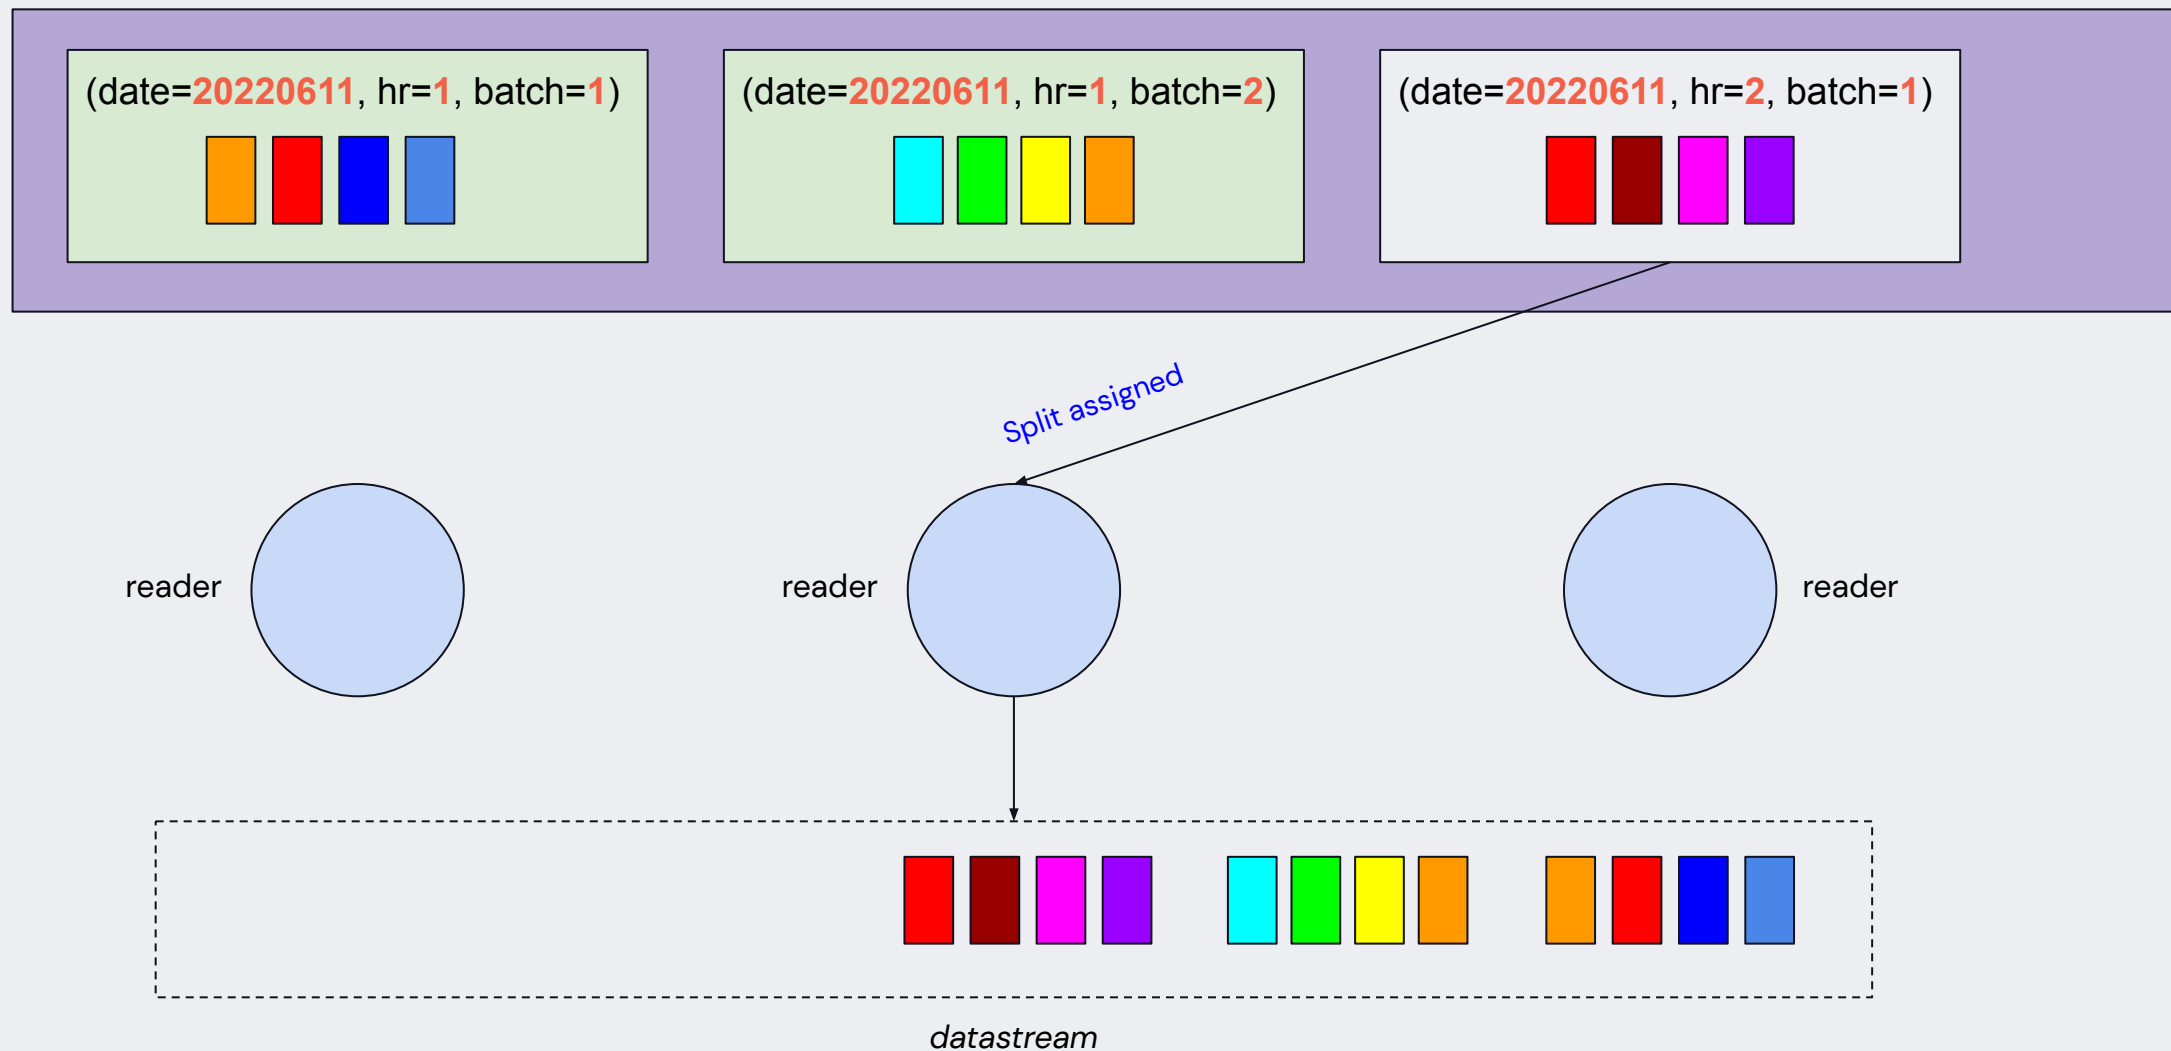 (date=20220611, hr=1, batch=1)
(date=20220611, hr=1, batch=2)
(date=20220611, hr=2, batch=1)
Split assigned
reader
reader
reader
datastream